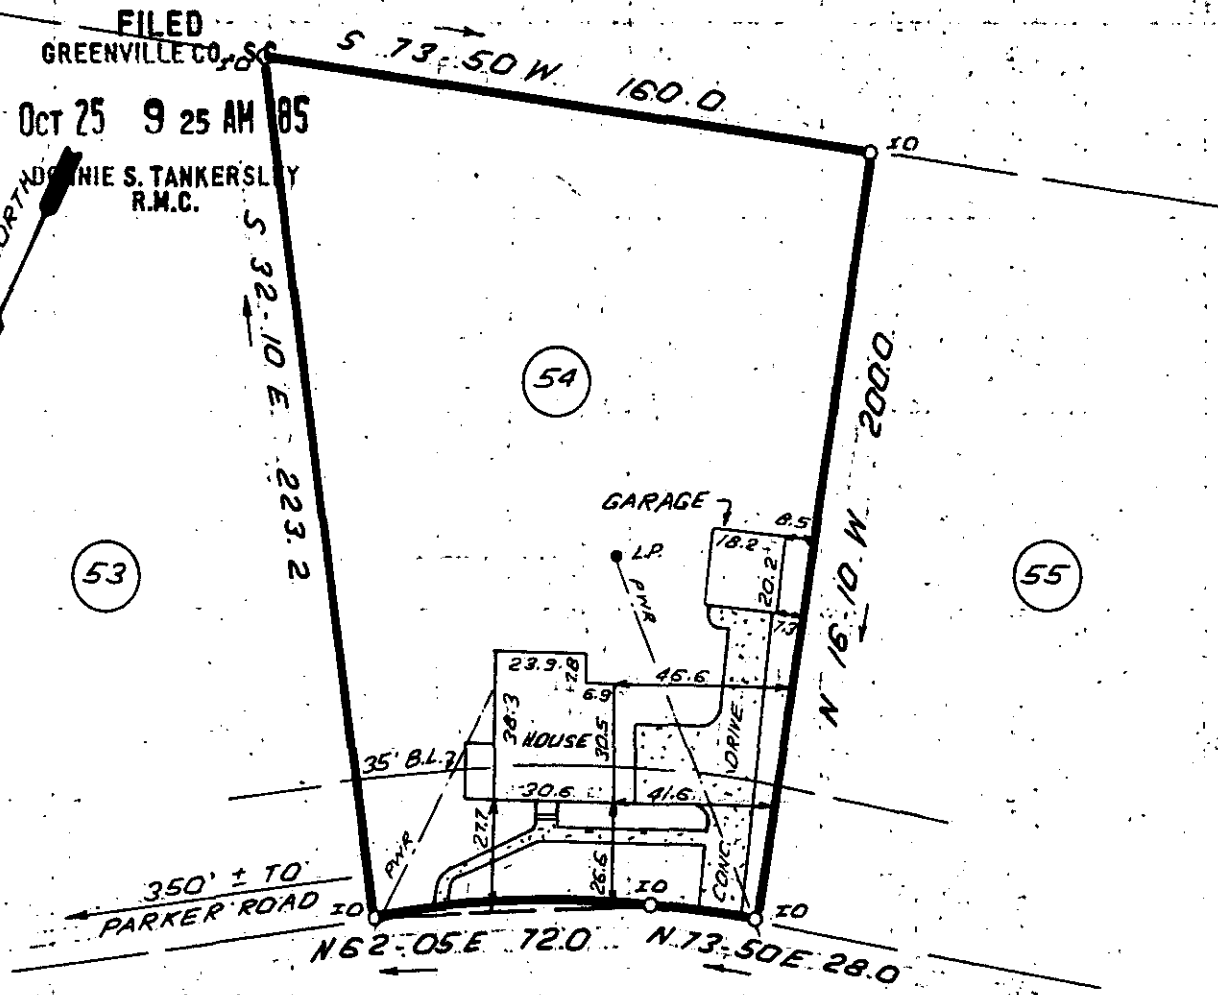 FILED
GREENVILLE CO. S.C.
OCT 25 9 25 AM '85
DONNIE S. TANKERSLEY
R.M.C.
NORTH
IO
S 73-50 W 160.0
IO
S 32-10 E 223.2
N 16-10 W 200.0
54
53
55
GARAGE
8.5
18.2
20.2
7.3
L.P.
PWR
23.9
7.8
6.9
46.6
38.3
HOUSE
30.5
DRIVE
35' B.L.
30.6
41.6
27.7
26.6
PWR
CONC.
350' ± TO
PARKER ROAD
IO
IO
IO
N 62-05 E 72.0
N 73-50 E 28.0